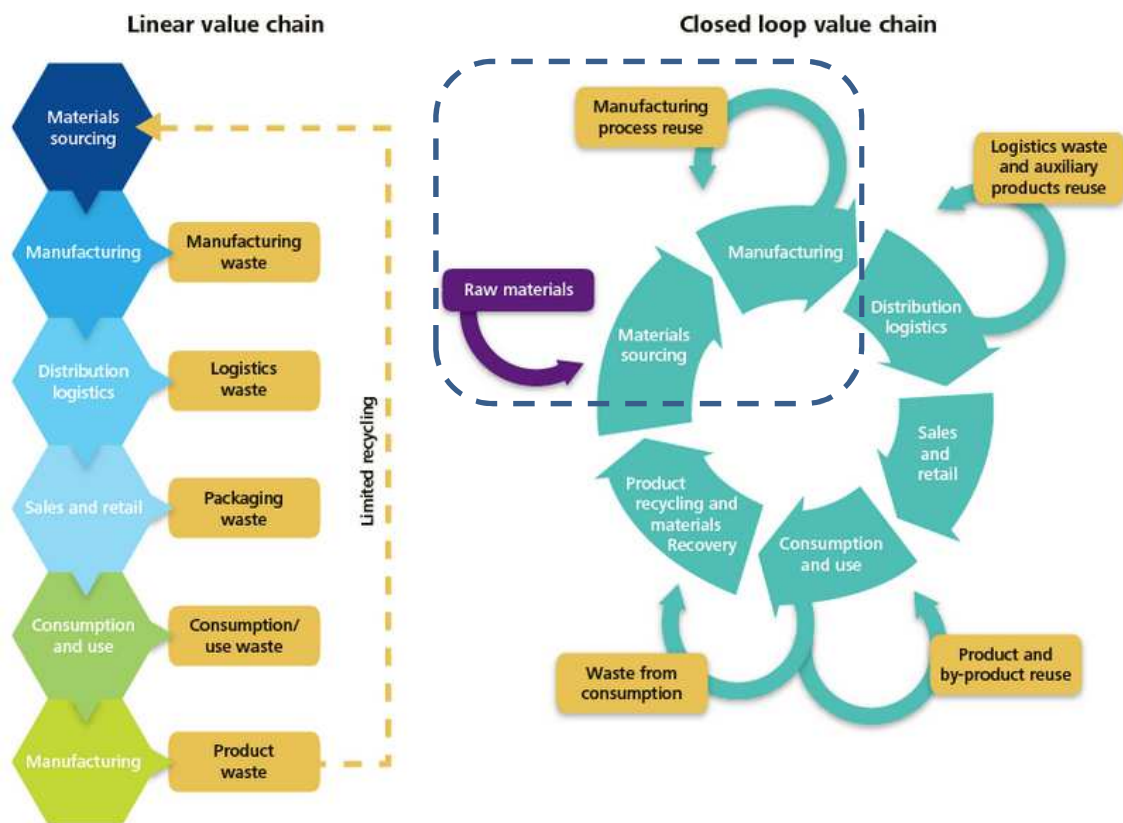 Linear value chain
Materials
sourcing
Manufacturing
Manufacturing
waste
Distribution
logistics
Logistics
waste
Sales and retail
Packaging
waste
Consumption
and use
Consumption/
use waste
Manufacturing
Product
waste
Limited recycling
Closed loop value chain
Manufacturing
process reuse
Logistics waste
and auxiliary
products reuse
Raw materials
Manufacturing
Distribution
logistics
Materials
sourcing
Sales
and
retail
Product
recycling and
materials
Recovery
Consumption
and use
Waste from
consumption
Product and
by-product reuse